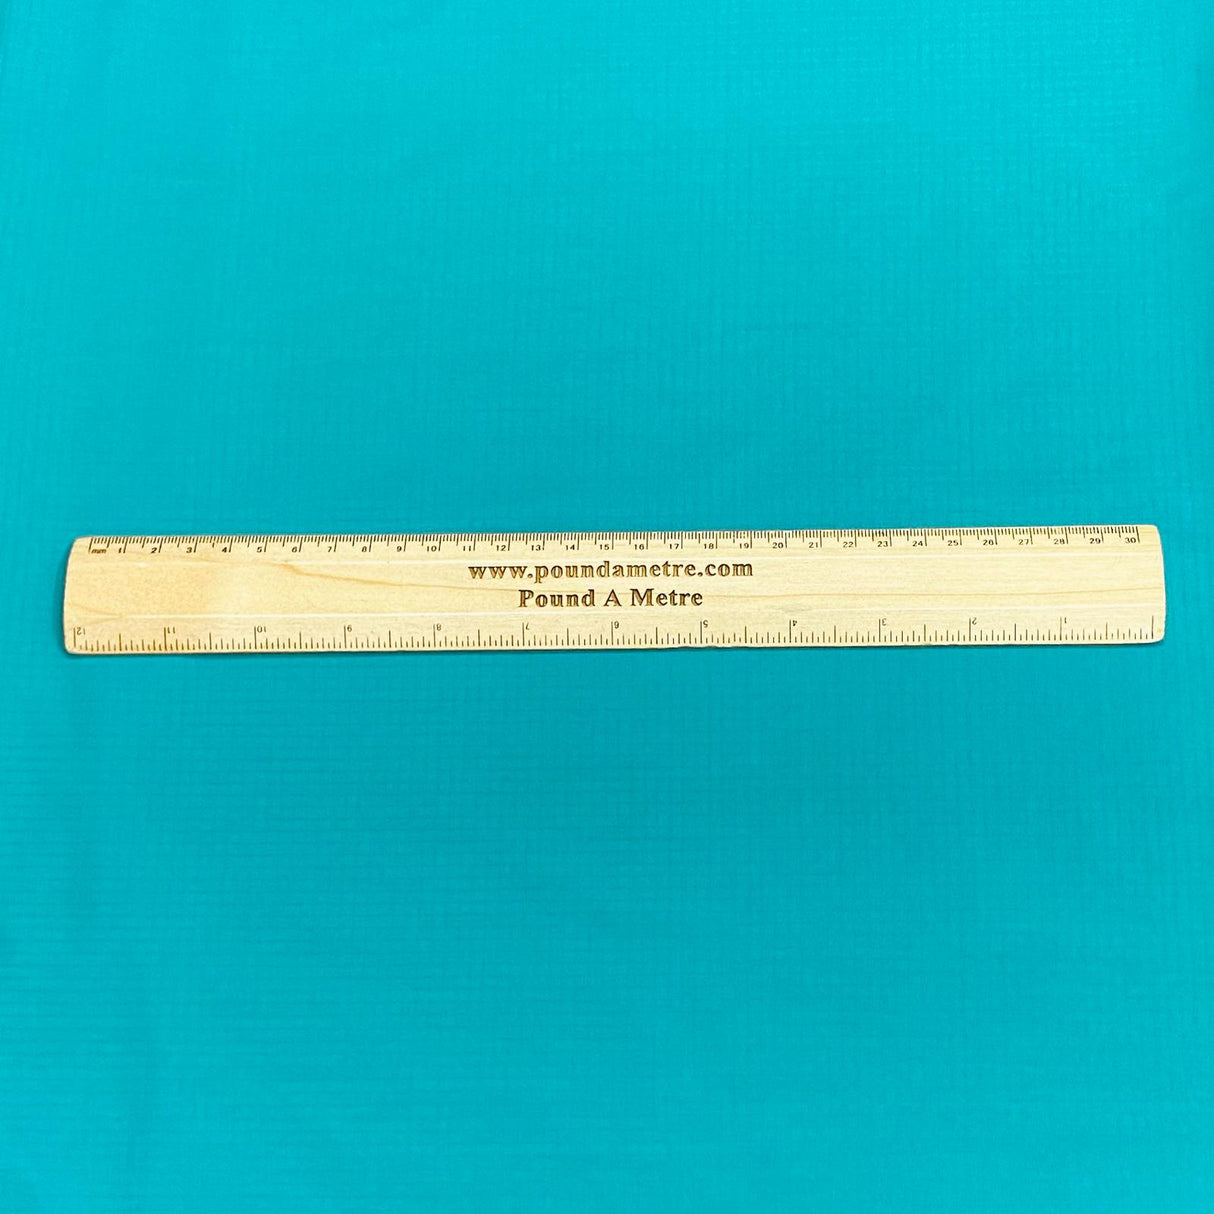 mm 1 2 3 4 5 6 7 8 9 10 11 12 13 14 15 16 17 18 19 20 21 22 23 24 25 26 27 28 29 30
www.poundametre.com
Pound A Metre
12 11 10 9 8 7 6 5 4 3 2 1